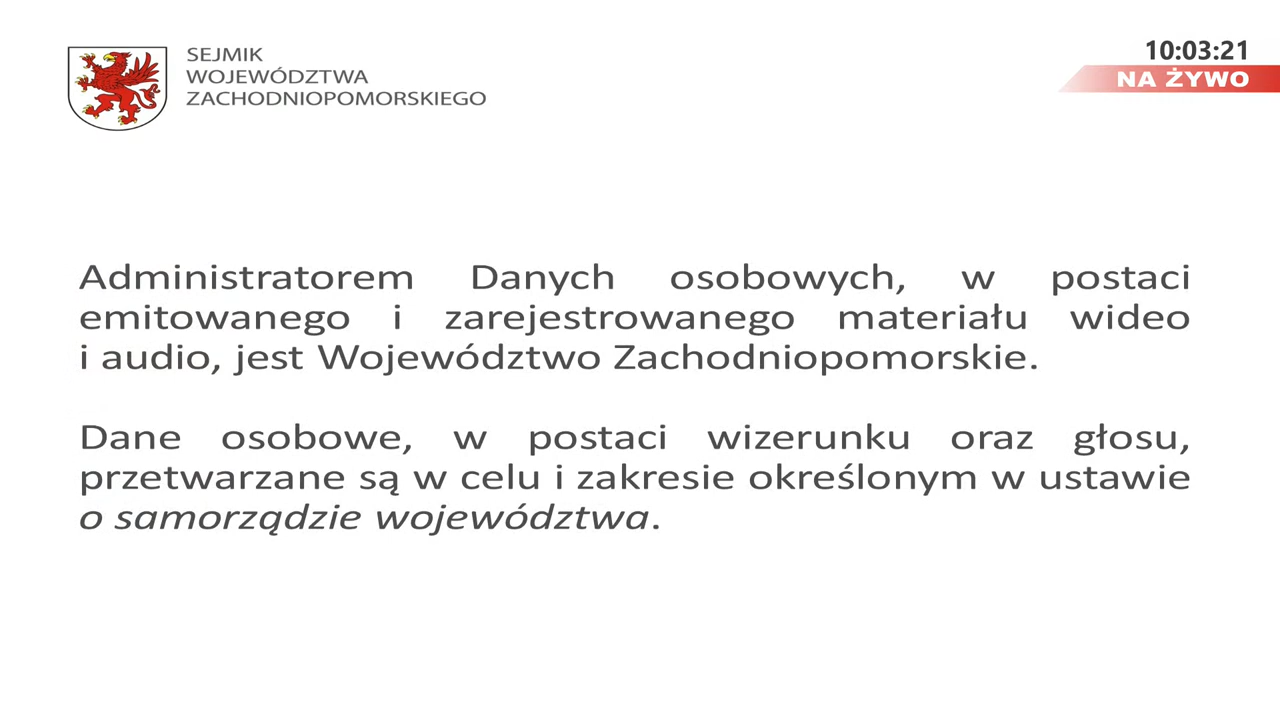 SEJMIK
WOJEWÓDZTWA
ZACHODNIOPOMORSKIEGO
10:03:21
NA ŻYWO
Administratorem Danych osobowych, w postaci
emitowanego i zarejestrowanego materiału wideo
i audio, jest Województwo Zachodniopomorskie.
Dane osobowe, w postaci wizerunku oraz głosu,
przetwarzane są w celu i zakresie określonym w ustawie
o samorządzie województwa.